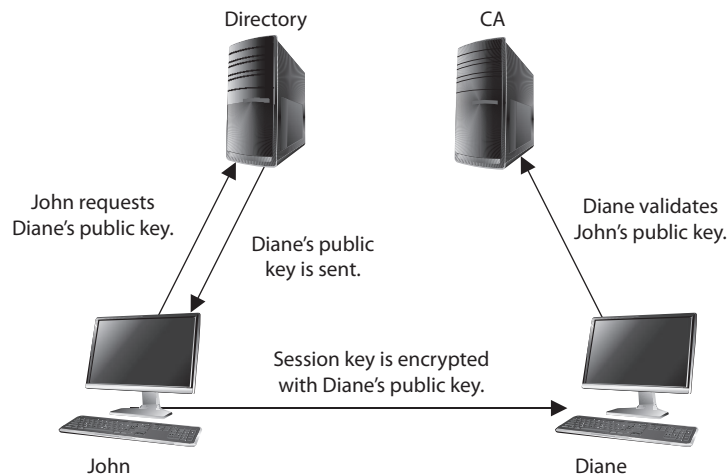 Directory
CA
John requests
Diane’s public key.
Diane’s public
key is sent.
Diane validates
John’s public key.
Session key is encrypted
with Diane’s public key.
John
Diane